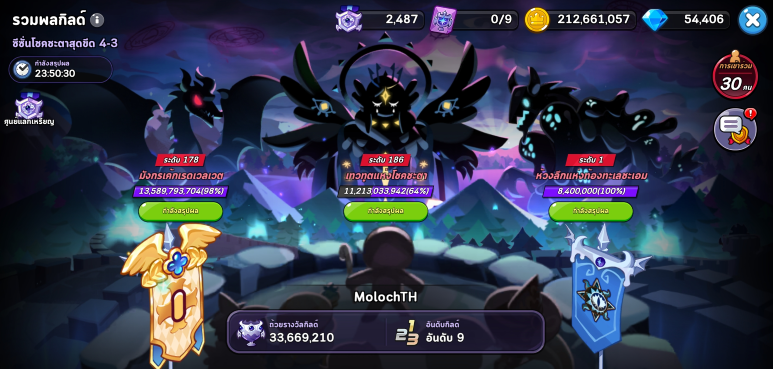 รวมพลกิลด์
2,487
0/9
212,661,057
54,406
ซีซั่นโชคชะตาสุดขีด 4-3
กำลังสรุปผล
23:50:30
ศูนย์แลกเหรียญ
การเข้าร่วม
30 คน
ระดับ 178
มังกรเค้กเรดเวลเวต
13,589,793,704(98%)
กำลังสรุปผล
ระดับ 186
เทวทูตแห่งโชคชะตา
11,213,033,942(64%)
กำลังสรุปผล
ระดับ 1
ห้วงลึกแห่งท้องทะเลซะเอม
8,400,000(100%)
กำลังสรุปผล
MolochTH
ถ้วยรางวัลกิลด์
33,669,210
123
อันดับกิลด์
อันดับ 9